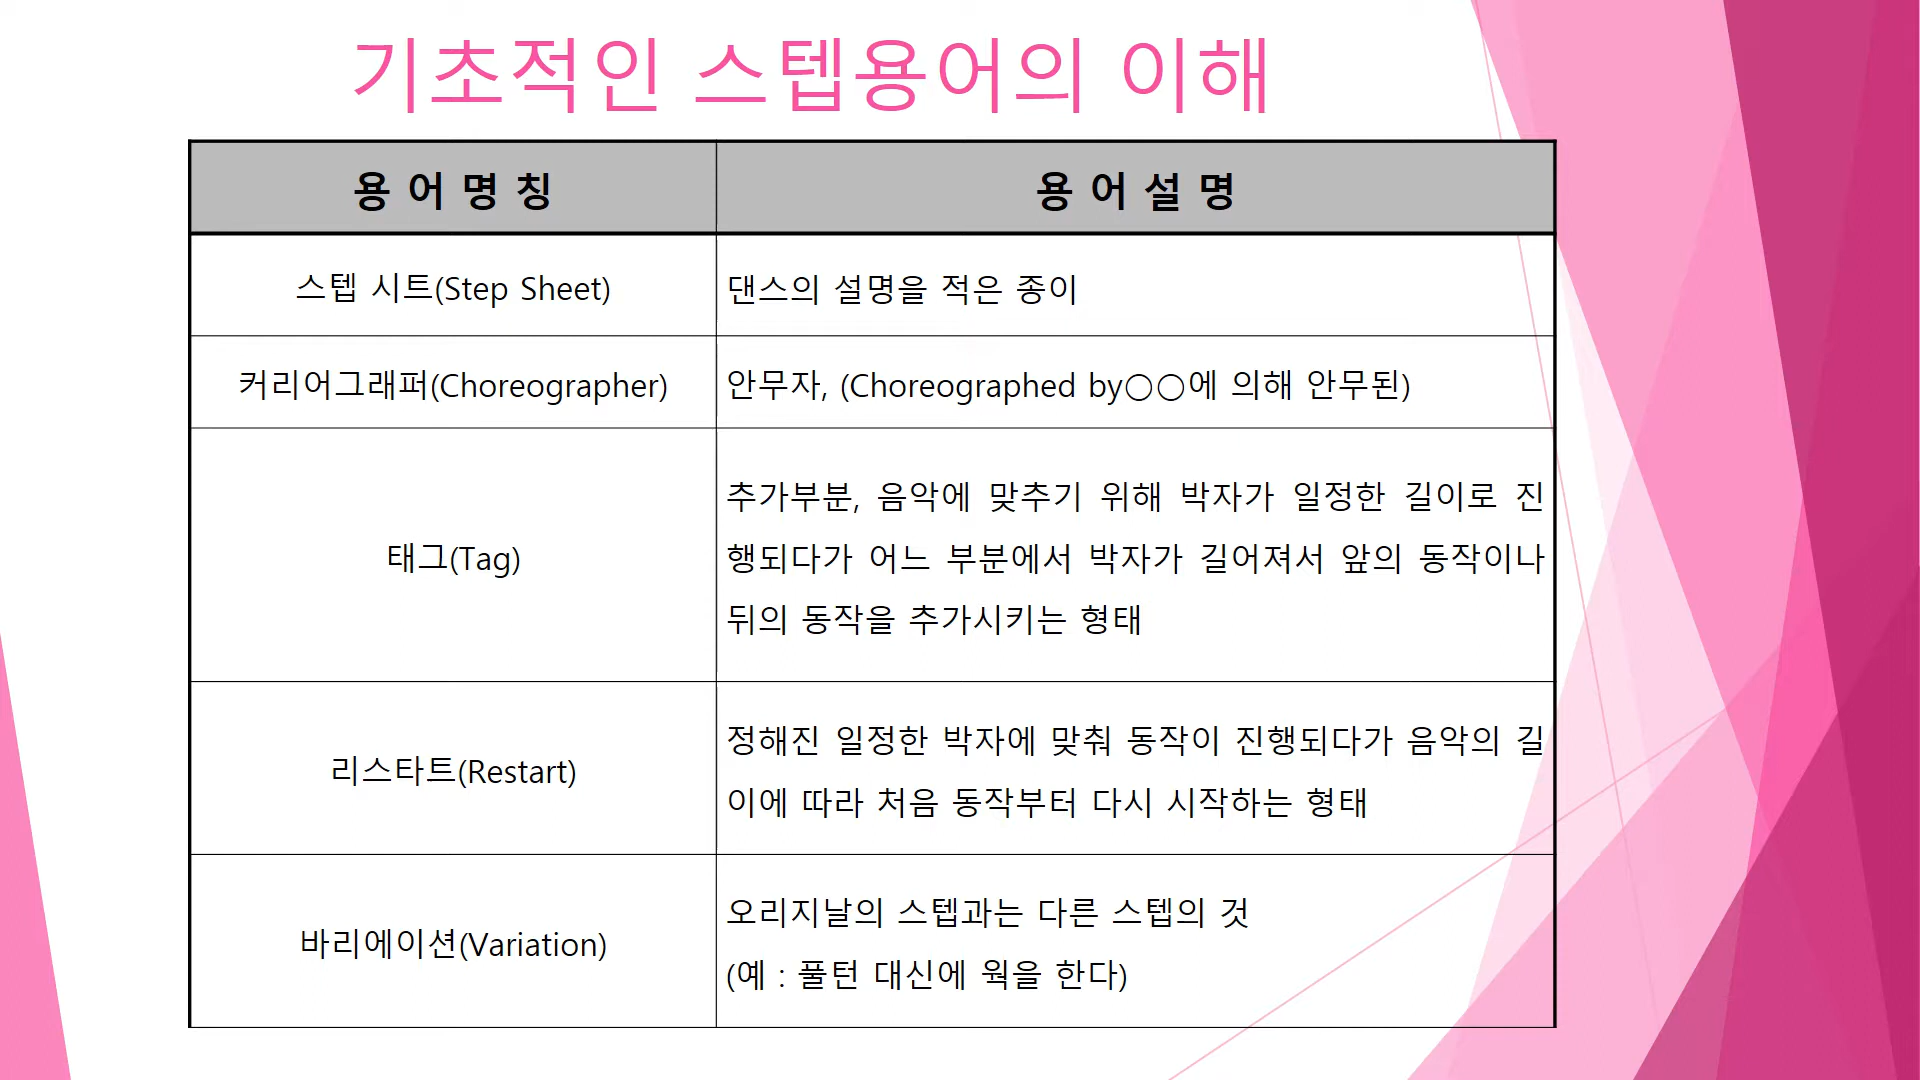 기초적인 스텝용어의 이해
용 어 명 칭
용 어 설 명
스텝 시트(Step Sheet)
댄스의 설명을 적은 종이
커리어그래퍼(Choreographer)
안무자, (Choreographed by○○에 의해 안무된)
태그(Tag)
추가부분, 음악에 맞추기 위해 박자가 일정한 길이로 진
행되다가 어느 부분에서 박자가 길어져서 앞의 동작이나
뒤의 동작을 추가시키는 형태
리스타트(Restart)
정해진 일정한 박자에 맞춰 동작이 진행되다가 음악의 길
이에 따라 처음 동작부터 다시 시작하는 형태
바리에이션(Variation)
오리지날의 스텝과는 다른 스텝의 것
(예 : 풀턴 대신에 웍을 한다)